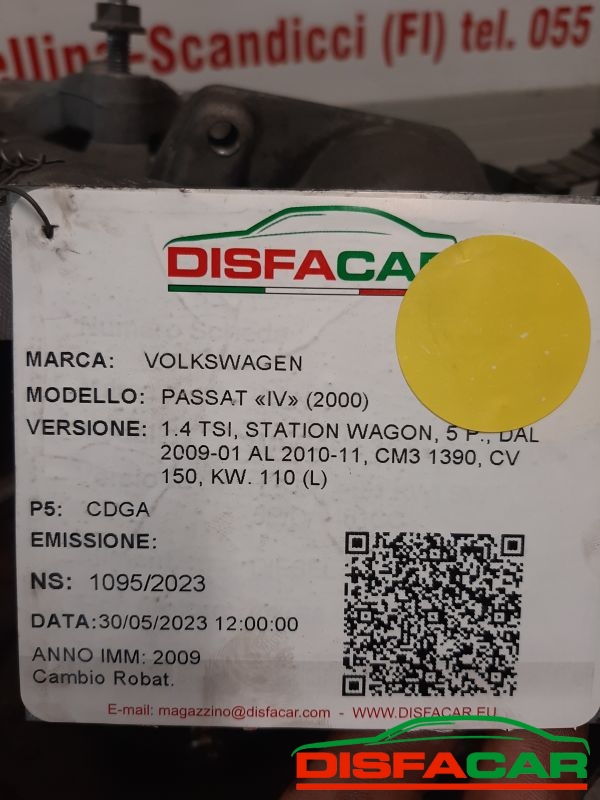 ellina-Scandicci (FI) tel. 055
DISFACAR
MARCA: VOLKSWAGEN
MODELLO: PASSAT «IV» (2000)
VERSIONE: 1.4 TSI, STATION WAGON, 5 P., DAL
2009-01 AL 2010-11, CM3 1390, CV
150, KW. 110 (L)
P5: CDGA
EMISSIONE:
NS: 1095/2023
DATA:30/05/2023 12:00:00
ANNO IMM: 2009
Cambio Robat.
E-mail: magazzino@disfacar.com - WWW.DISFACAR.EU
DISFACAR